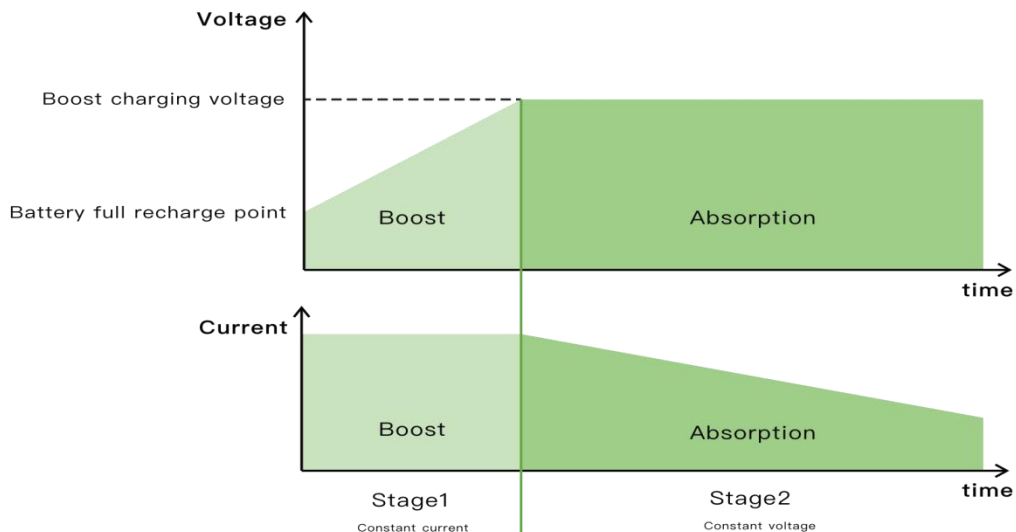 Voltage
Boost charging voltage
Battery full recharge point
Boost
Absorption
time
Current
Boost
Absorption
time
Stage1
Stage2
Constant current
Constant voltage